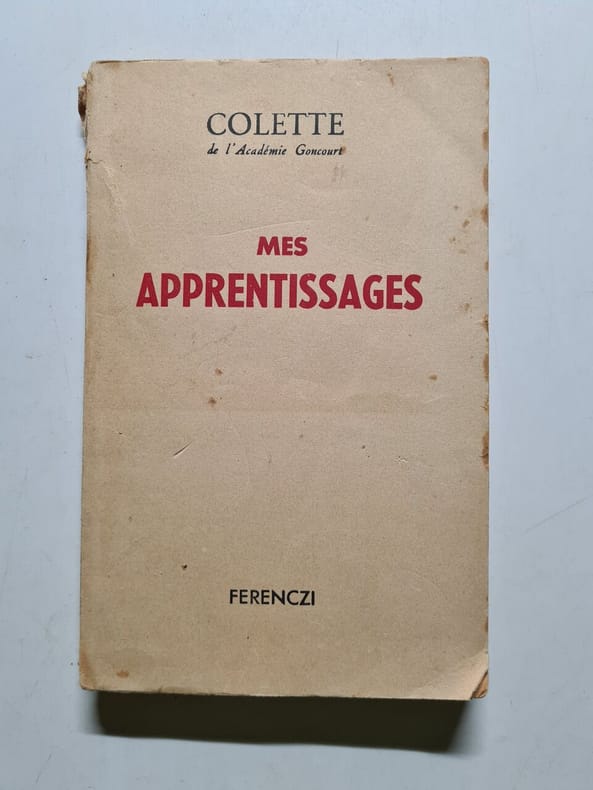 COLETTE
de l'Académie Goncourt
MES
APPRENTISSAGES
FERENCZI